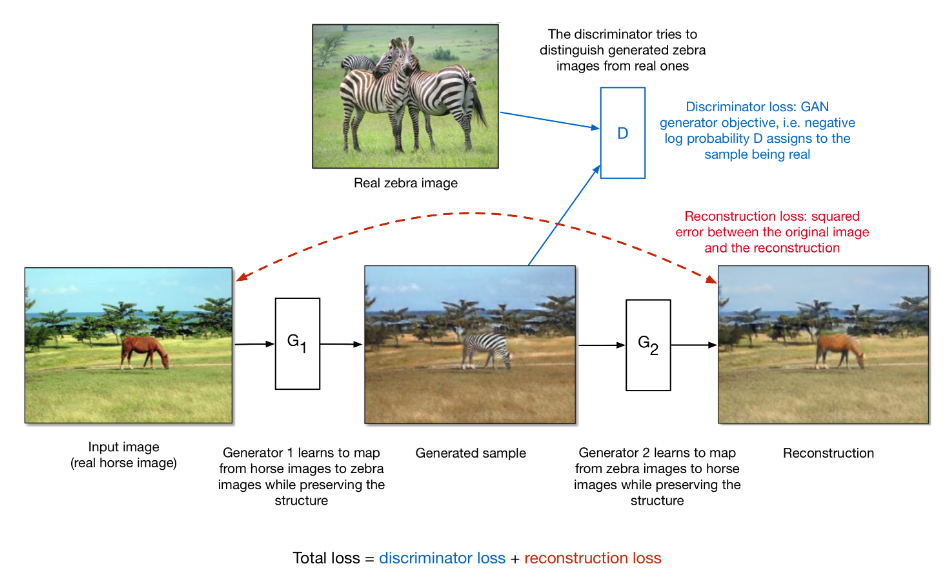 The discriminator tries to
distinguish generated zebra
images from real ones
D
Discriminator loss: GAN
generator objective, i.e. negative
log probability D assigns to the
sample being real
Real zebra image
Reconstruction loss: squared
error between the original image
and the reconstruction
G1
G2
Input image
(real horse image)
Generator 1 learns to map
from horse images to zebra
images while preserving the
structure
Generated sample
Generator 2 learns to map
from zebra images to horse
images while preserving the
structure
Reconstruction
Total loss = discriminator loss + reconstruction loss